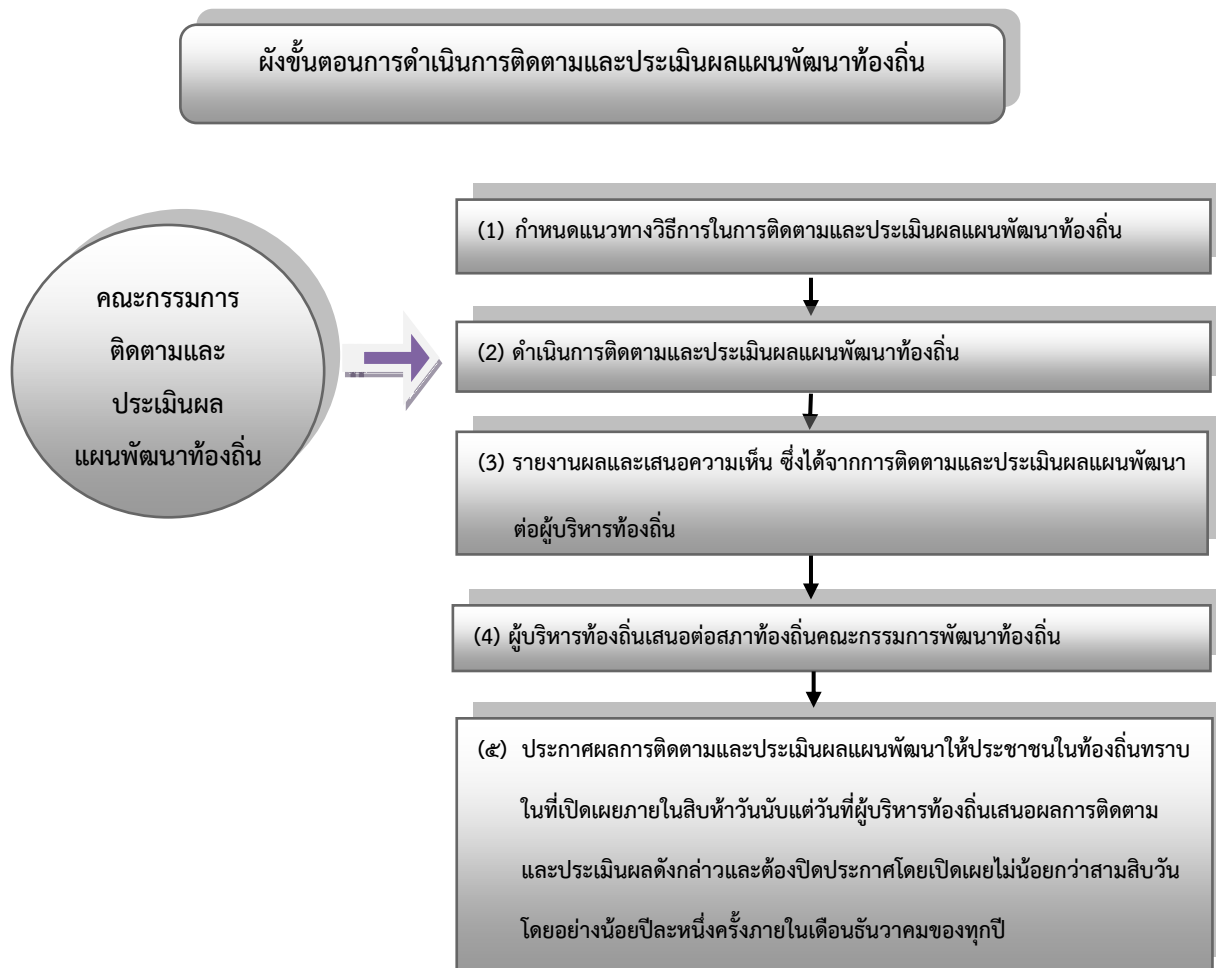 ผังขั้นตอนการดำเนินการติดตามและประเมินผลแผนพัฒนาท้องถิ่น
คณะกรรมการ
ติดตามและ
ประเมินผล
แผนพัฒนาท้องถิ่น
(1) กำหนดแนวทางวิธีการในการติดตามและประเมินผลแผนพัฒนาท้องถิ่น
(2) ดำเนินการติดตามและประเมินผลแผนพัฒนาท้องถิ่น
(3) รายงานผลและเสนอความเห็น ซึ่งได้จากการติดตามและประเมินผลแผนพัฒนา
ต่อผู้บริหารท้องถิ่น
(4) ผู้บริหารท้องถิ่นเสนอต่อสภาท้องถิ่นคณะกรรมการพัฒนาท้องถิ่น
(๕) ประกาศผลการติดตามและประเมินผลแผนพัฒนาให้ประชาชนในท้องถิ่นทราบ
ในที่เปิดเผยภายในสิบห้าวันนับแต่วันที่ผู้บริหารท้องถิ่นเสนอผลการติดตาม
และประเมินผลดังกล่าวและต้องปิดประกาศโดยเปิดเผยไม่น้อยกว่าสามสิบวัน
โดยอย่างน้อยปีละหนึ่งครั้งภายในเดือนธันวาคมของทุกปี